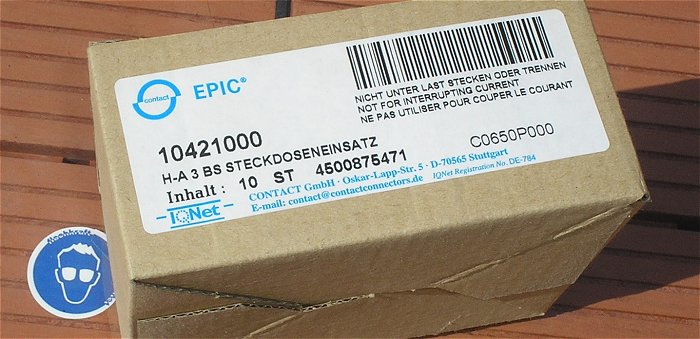 contact
EPIC®
NICHT UNTER LAST STECKEN ODER TRENNEN
NOT FOR INTERRUPTING CURRENT
NE PAS UTILISER POUR COUPER LE COURANT
10421000
H-A 3 BS STECKDOSENEINSATZ
C0650P000
Inhalt: 10 ST 4500875471
CONTACT GmbH · Oskar-Lapp-Str. 5 · D-70565 Stuttgart
E-mail: contact@contactconnectors.de
IQNet Registration No. DE-784
IQNet